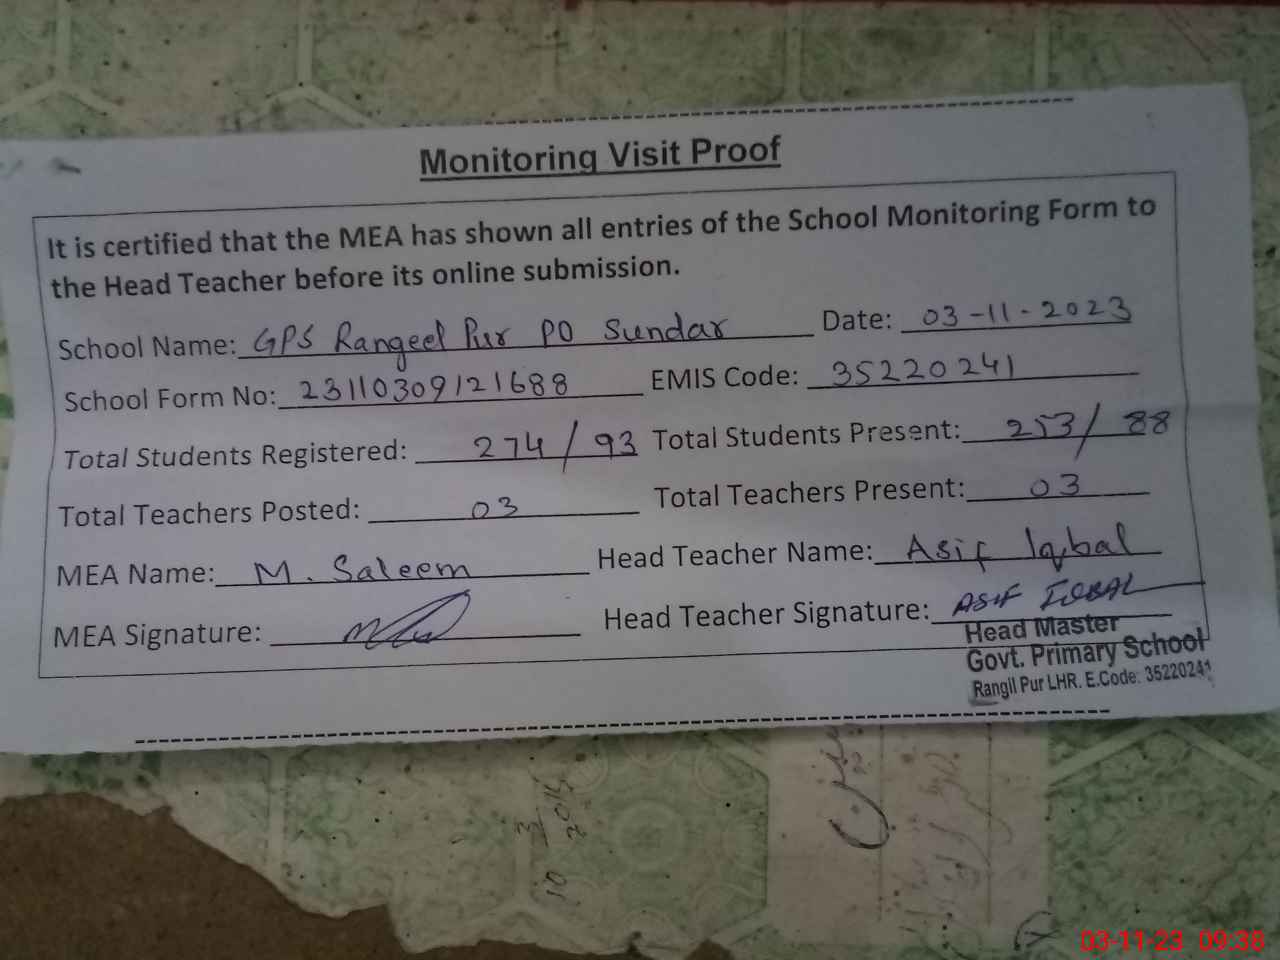 Monitoring Visit Proof
It is certified that the MEA has shown all entries of the School Monitoring Form to
the Head Teacher before its online submission.
School Name: GPS Rangeel Pur PO Sundar Date: 03-11-2023
School Form No: 23110309121688 EMIS Code: 35220241
Total Students Registered: 274/93 Total Students Present: 253/88
Total Teachers Posted: 03 Total Teachers Present: 03
MEA Name: M. Saleem Head Teacher Name: Asif Iqbal
MEA Signature: Head Teacher Signature: ASIF IQBAL
Head Master
Govt. Primary School
Rangil Pur LHR. E.Code: 35220241
10 3 2015
03-11-23 09:38